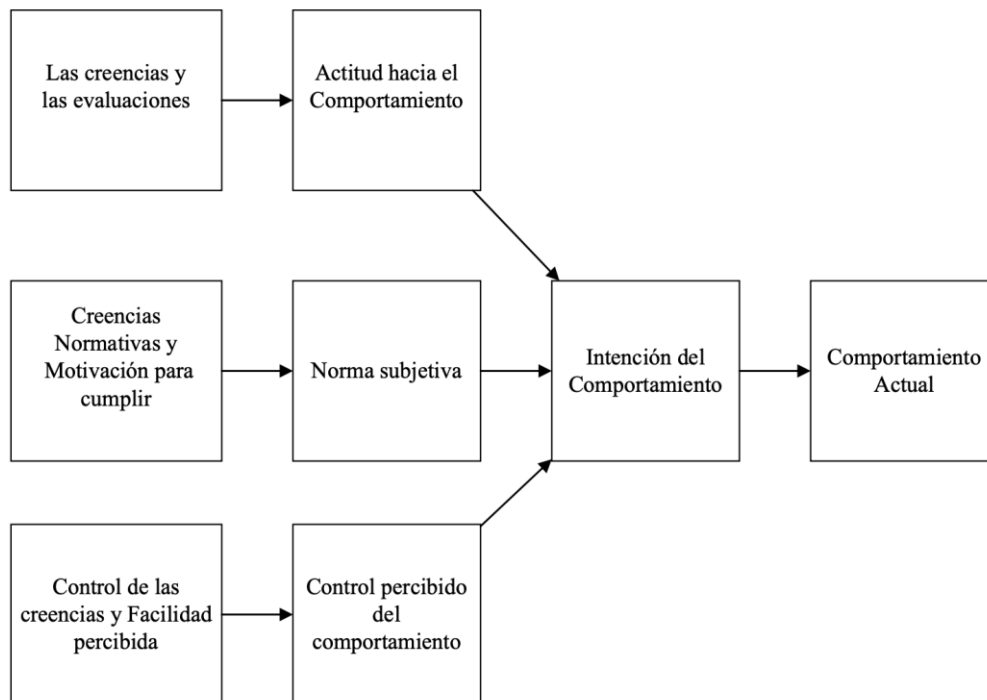 Las creencias y
las evaluaciones
Actitud hacia el
Comportamiento
Creencias
Normativas y
Motivación para
cumplir
Norma subjetiva
Intención del
Comportamiento
Comportamiento
Actual
Control de las
creencias y Facilidad
percibida
Control percibido
del
comportamiento